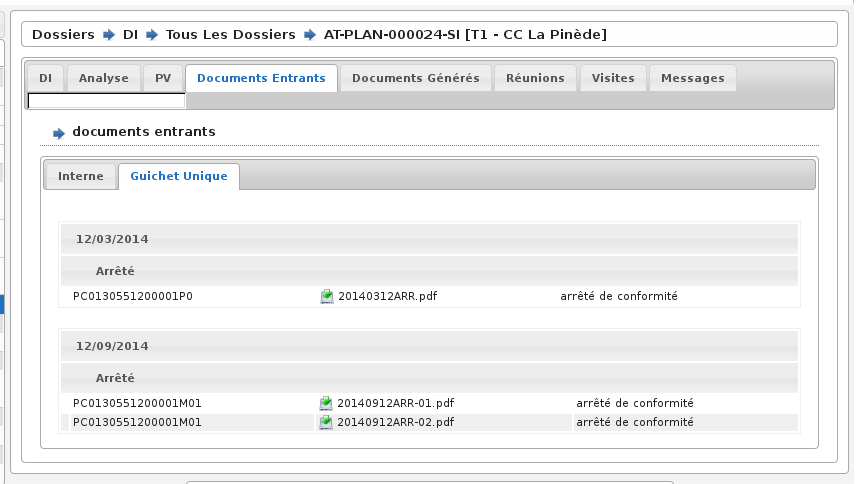 Dossiers DI Tous Les Dossiers AT-PLAN-000024-SI [T1 - CC La Pinède]
DI Analyse PV Documents Entrants Documents Générés Réunions Visites Messages
documents entrants
Interne Guichet Unique
12/03/2014
Arrêté
PC0130551200001P0 20140312ARR.pdf arrêté de conformité
12/09/2014
Arrêté
PC0130551200001M01 20140912ARR-01.pdf arrêté de conformité
PC0130551200001M01 20140912ARR-02.pdf arrêté de conformité